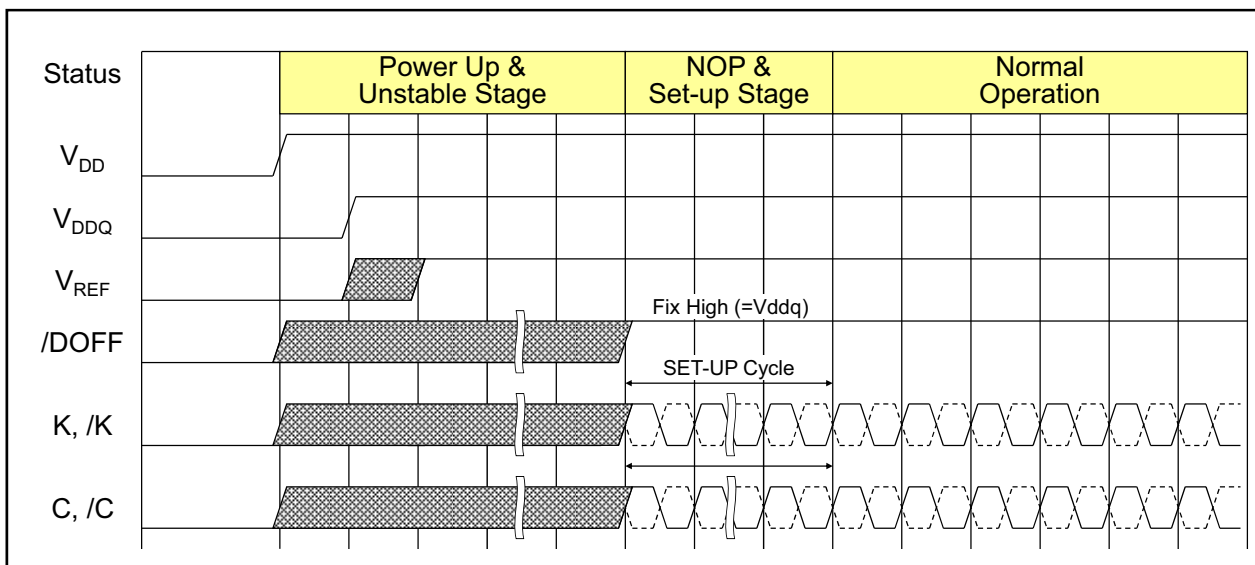 Status
Power Up &
Unstable Stage
NOP &
Set-up Stage
Normal
Operation
VDD
VDDQ
VREF
/DOFF
Fix High (=Vddq)
SET-UP Cycle
K, /K
C, /C